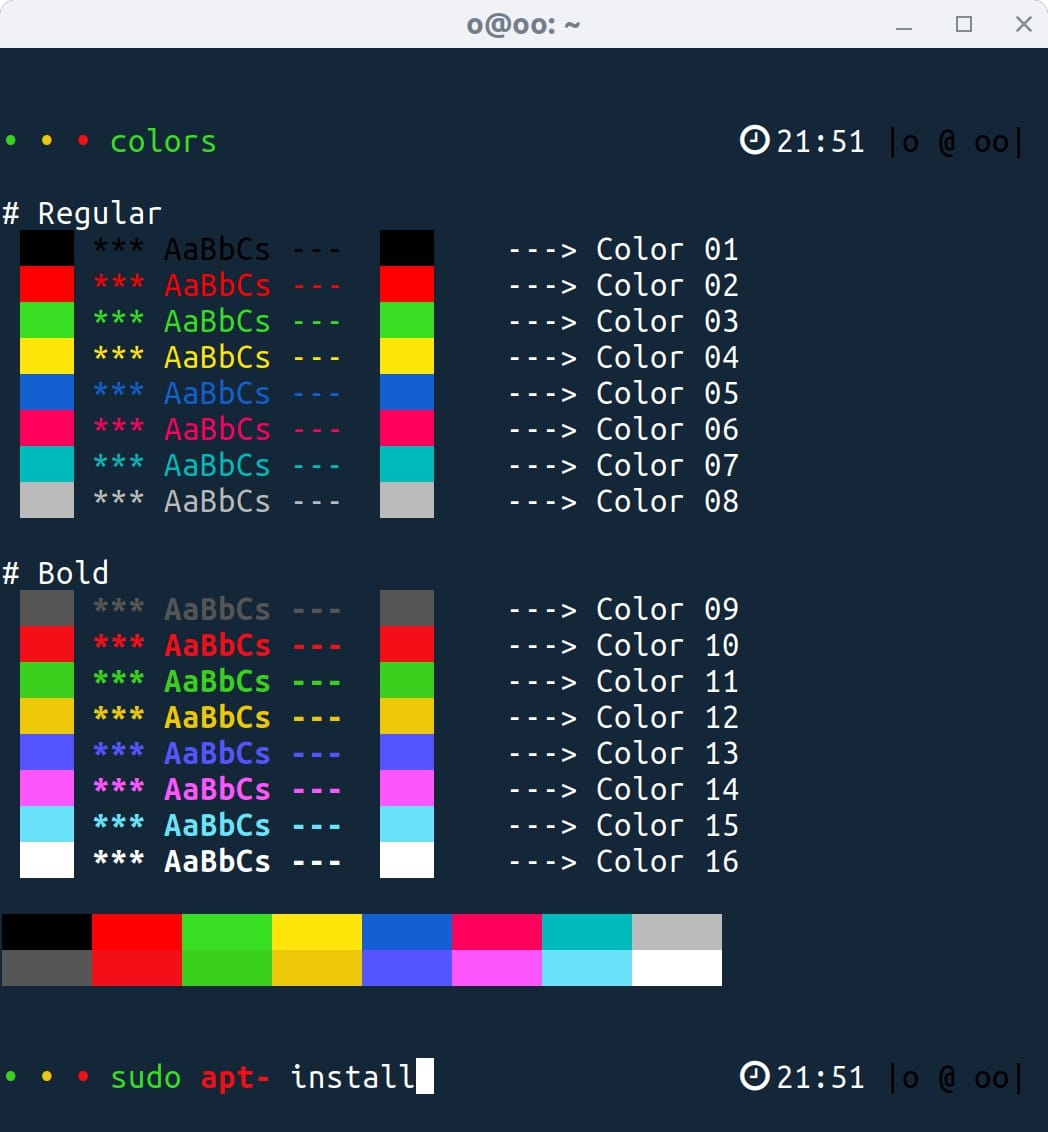 o@oo: ~
• • • colors 21:51 |o @ oo|
# Regular
*** AaBbCs --- ---> Color 01
*** AaBbCs --- ---> Color 02
*** AaBbCs --- ---> Color 03
*** AaBbCs --- ---> Color 04
*** AaBbCs --- ---> Color 05
*** AaBbCs --- ---> Color 06
*** AaBbCs --- ---> Color 07
*** AaBbCs --- ---> Color 08
# Bold
*** AaBbCs --- ---> Color 09
*** AaBbCs --- ---> Color 10
*** AaBbCs --- ---> Color 11
*** AaBbCs --- ---> Color 12
*** AaBbCs --- ---> Color 13
*** AaBbCs --- ---> Color 14
*** AaBbCs --- ---> Color 15
*** AaBbCs --- ---> Color 16
• • • sudo apt- install 21:51 |o @ oo|